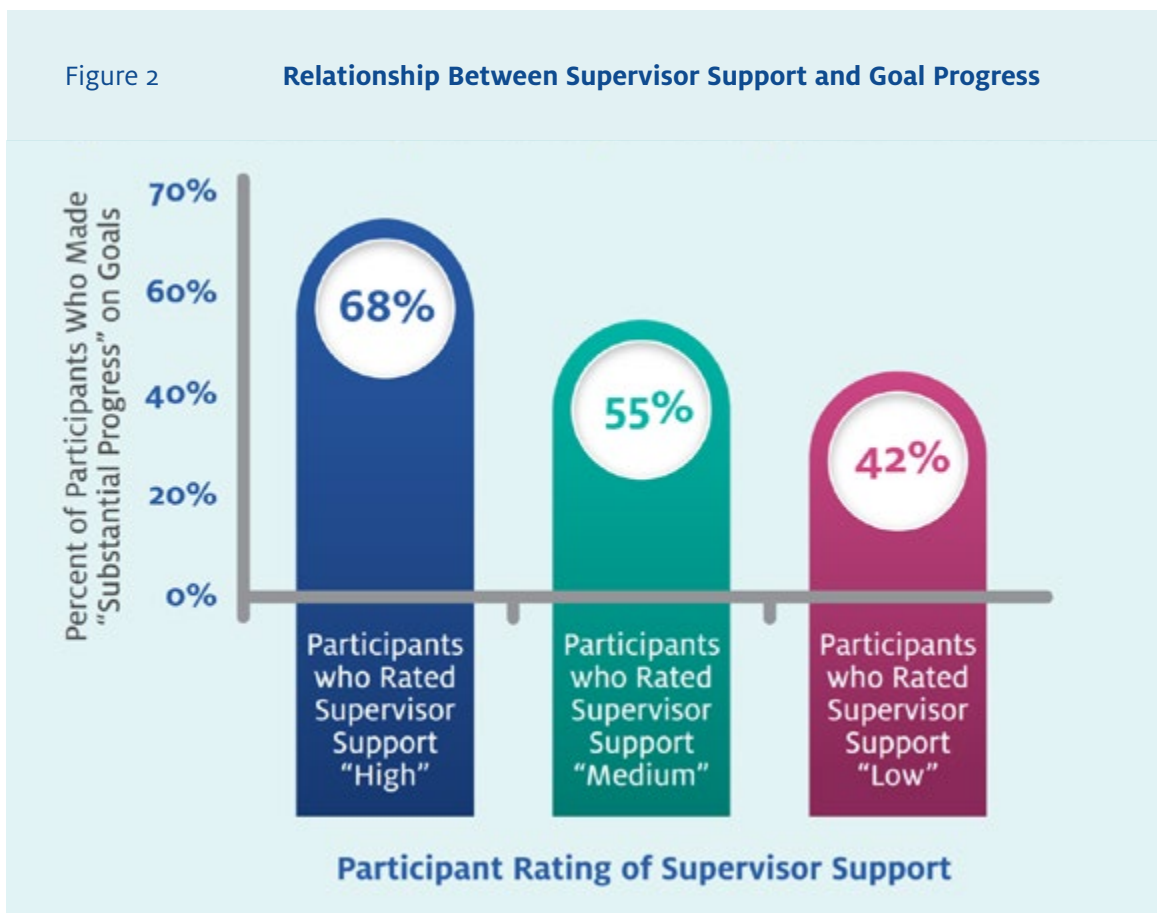 Figure 2
Relationship Between Supervisor Support and Goal Progress
Percent of Participants Who Made
“Substantial Progress” on Goals
70%
60%
40%
20%
0%
68%
55%
42%
Participants
who Rated
Supervisor
Support
“High”
Participants
who Rated
Supervisor
Support
“Medium”
Participants
who Rated
Supervisor
Support
“Low”
Participant Rating of Supervisor Support